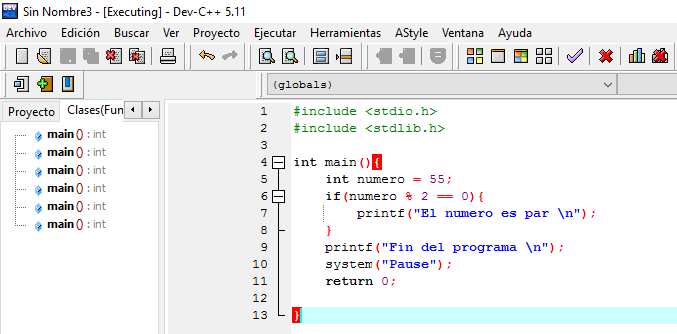 Sin Nombre3 - [Executing] - Dev-C++ 5.11
Archivo Edición Buscar Ver Proyecto Ejecutar Herramientas AStyle Ventana Ayuda
(globals)
Proyecto Clases(Fun
main() : int
main() : int
main() : int
main() : int
main() : int
main() : int
1 #include <stdio.h>
2 #include <stdlib.h>
3
4 int main(){
5 int numero = 55;
6 if(numero % 2 == 0){
7 printf("El numero es par \n");
8 }
9 printf("Fin del programa \n");
10 system("Pause");
11 return 0;
12
13 }